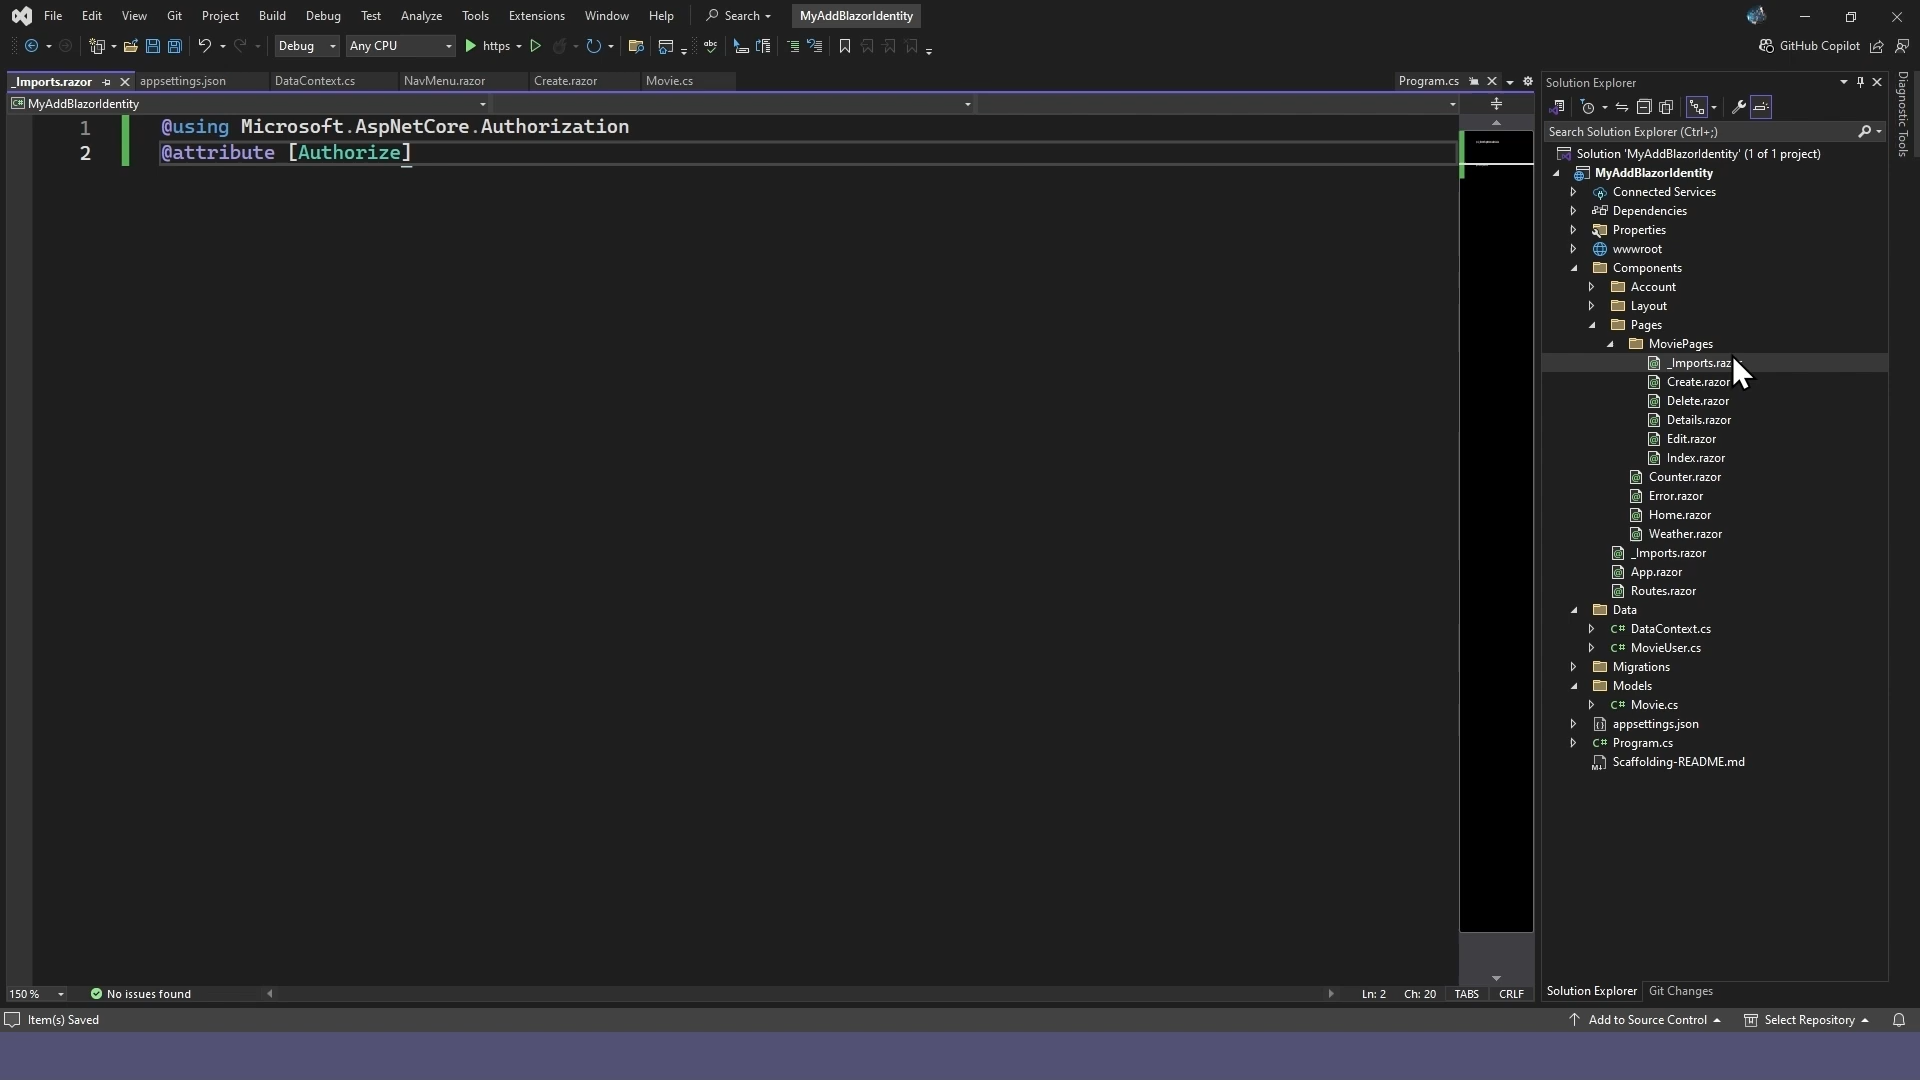 File Edit View Git Project Build Debug Test Analyze Tools Extensions Window Help Search MyAddBlazorIdentity
Debug Any CPU https GitHub Copilot
_Imports.razor appsettings.json DataContext.cs NavMenu.razor Create.razor Movie.cs Program.cs
MyAddBlazorIdentity
1 @using Microsoft.AspNetCore.Authorization
2 @attribute [Authorize]
150 % No issues found Ln: 2 Ch: 20 TABS CRLF
Solution Explorer
Search Solution Explorer (Ctrl+;)
Solution 'MyAddBlazorIdentity' (1 of 1 project)
MyAddBlazorIdentity
Connected Services
Dependencies
Properties
wwwroot
Components
Account
Layout
Pages
MoviePages
_Imports.raz
Create.razor
Delete.razor
Details.razor
Edit.razor
Index.razor
Counter.razor
Error.razor
Home.razor
Weather.razor
_Imports.razor
App.razor
Routes.razor
Data
C# DataContext.cs
C# MovieUser.cs
Migrations
Models
C# Movie.cs
appsettings.json
C# Program.cs
Scaffolding-README.md
Solution Explorer Git Changes
Diagnostic Tools
Item(s) Saved Add to Source Control Select Repository